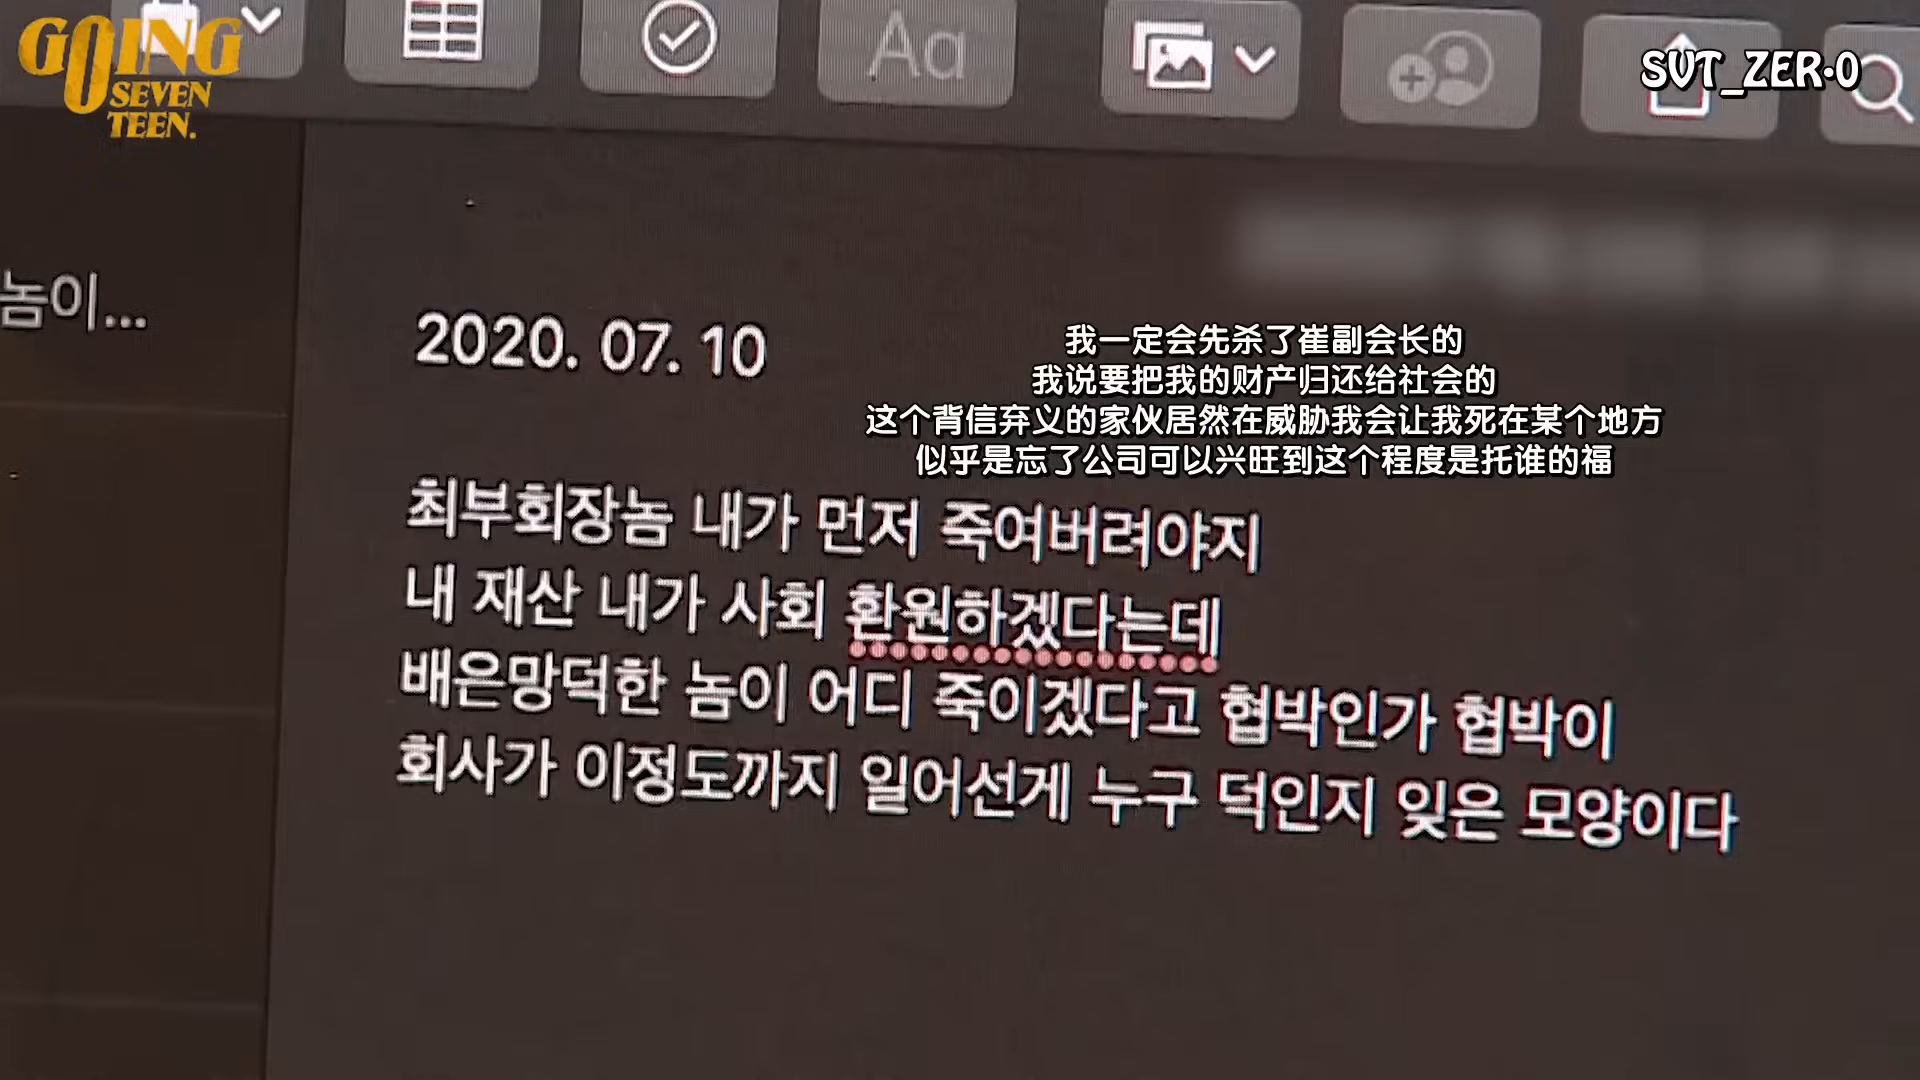 GOING
SEVEN
TEEN.
Aa
SVT_ZER·0
놈이...
2020. 07. 10
我一定会先杀了崔副会长的
我说要把我的财产归还给社会的
这个背信弃义的家伙居然在威胁我会让我死在某个地方
似乎是忘了公司可以兴旺到这个程度是托谁的福
최부회장놈 내가 먼저 죽여버려야지
내 재산 내가 사회 환원하겠다는데
배은망덕한 놈이 어디 죽이겠다고 협박인가 협박이
회사가 이정도까지 일어선게 누구 덕인지 잊은 모양이다